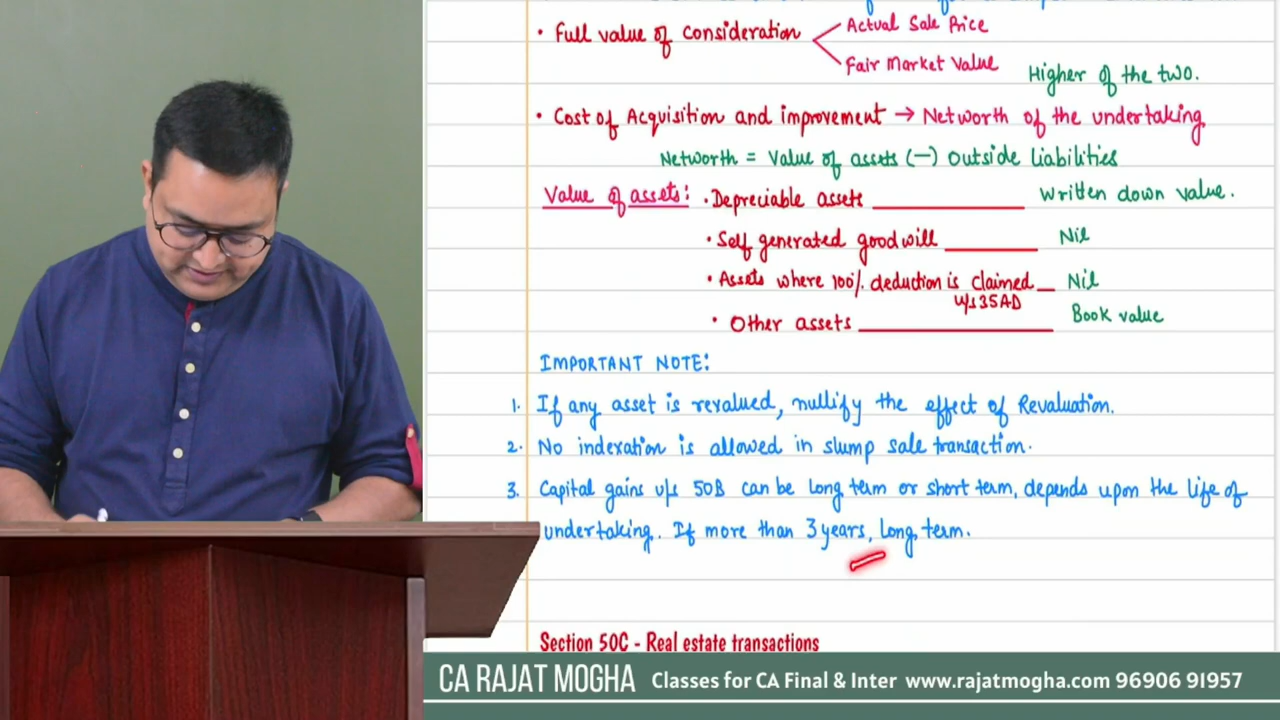 • Full value of consideration
Actual Sale Price
Fair Market Value
Higher of the two.
• Cost of Acquisition and improvement → Networth of the undertaking
Networth = Value of assets (-) Outside liabilities
Value of assets: • Depreciable assets Written down value.
• Self generated goodwill Nil
• Assets where 100% deduction is claimed Nil
u/s 35AD
• Other assets Book value
IMPORTANT NOTE:
1. If any asset is revalued, nullify the effect of Revaluation.
2. No indexation is allowed in slump sale transaction.
3. Capital gains u/s 50B can be long term or short term, depends upon the life of
undertaking. If more than 3 years, long term.
Section 50C - Real estate transactions
CA RAJAT MOGHA Classes for CA Final & Inter www.rajatmogha.com 96906 91957